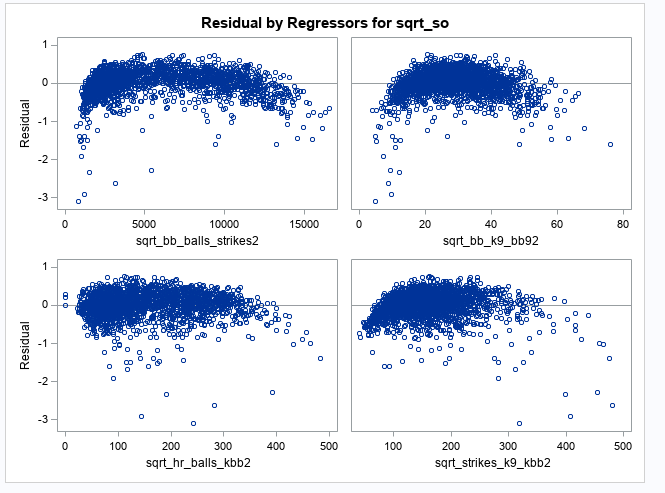 Residual by Regressors for sqrt_so
Residual
1
0
-1
-2
-3
0 5000 10000 15000
sqrt_bb_balls_strikes2
0 20 40 60 80
sqrt_bb_k9_bb92
Residual
1
0
-1
-2
-3
0 100 200 300 400 500
sqrt_hr_balls_kbb2
100 200 300 400 500
sqrt_strikes_k9_kbb2